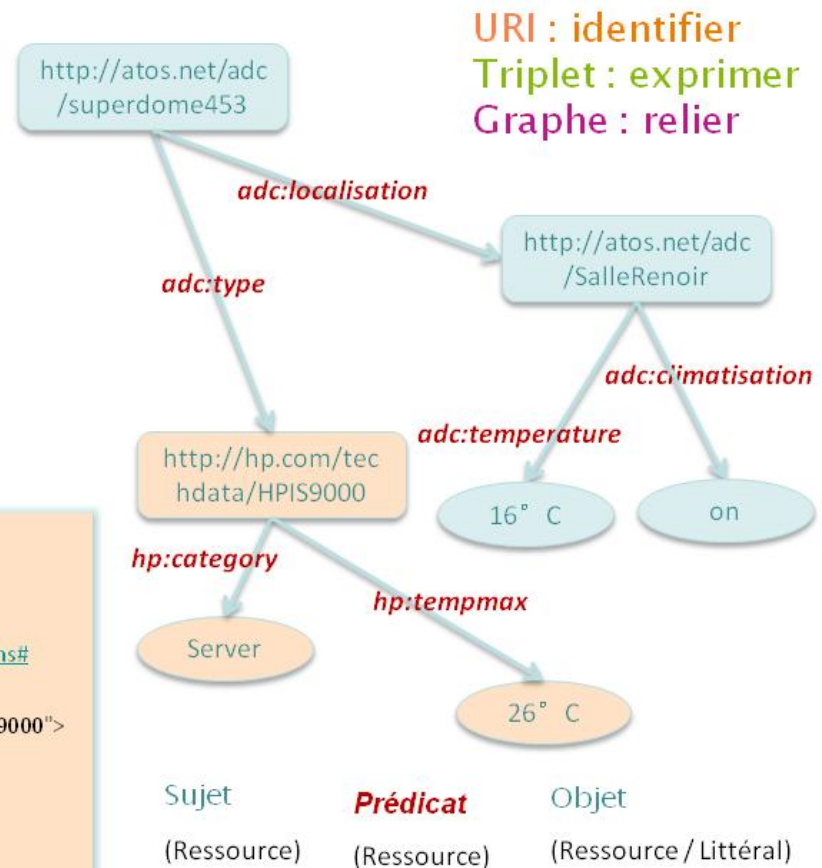 URI : identifier
Triplet : exprimer
Graphe : relier
http://atos.net/adc
/superdome453
adc:localisation
http://atos.net/adc
/SalleRenoir
adc:type
adc:climatisation
adc:temperature
http://hp.com/tec
hdata/HPIS9000
16° C
on
hp:category
hp:tempmax
Server
26° C
ns#
9000">
Sujet
Prédicat
Objet
(Ressource)
(Ressource)
(Ressource / Littéral)